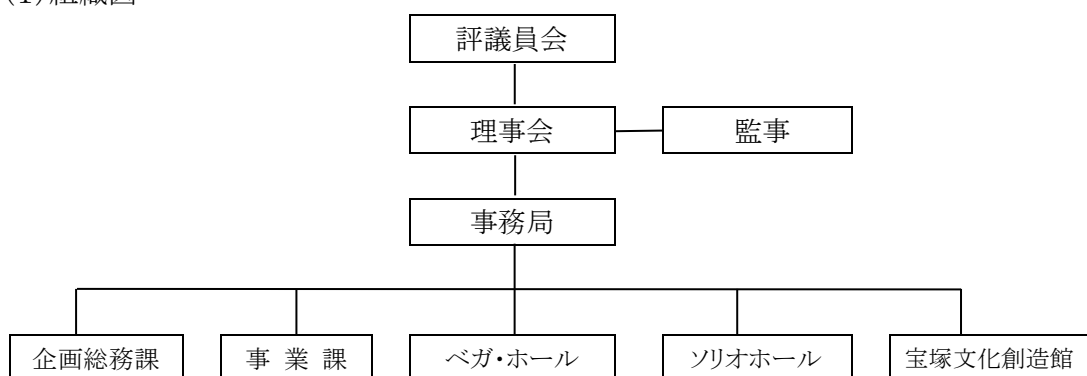 (1)組織図
評議員会
理事会
監事
事務局
企画総務課
事 業 課
ベガ・ホール
ソリオホール
宝塚文化創造館